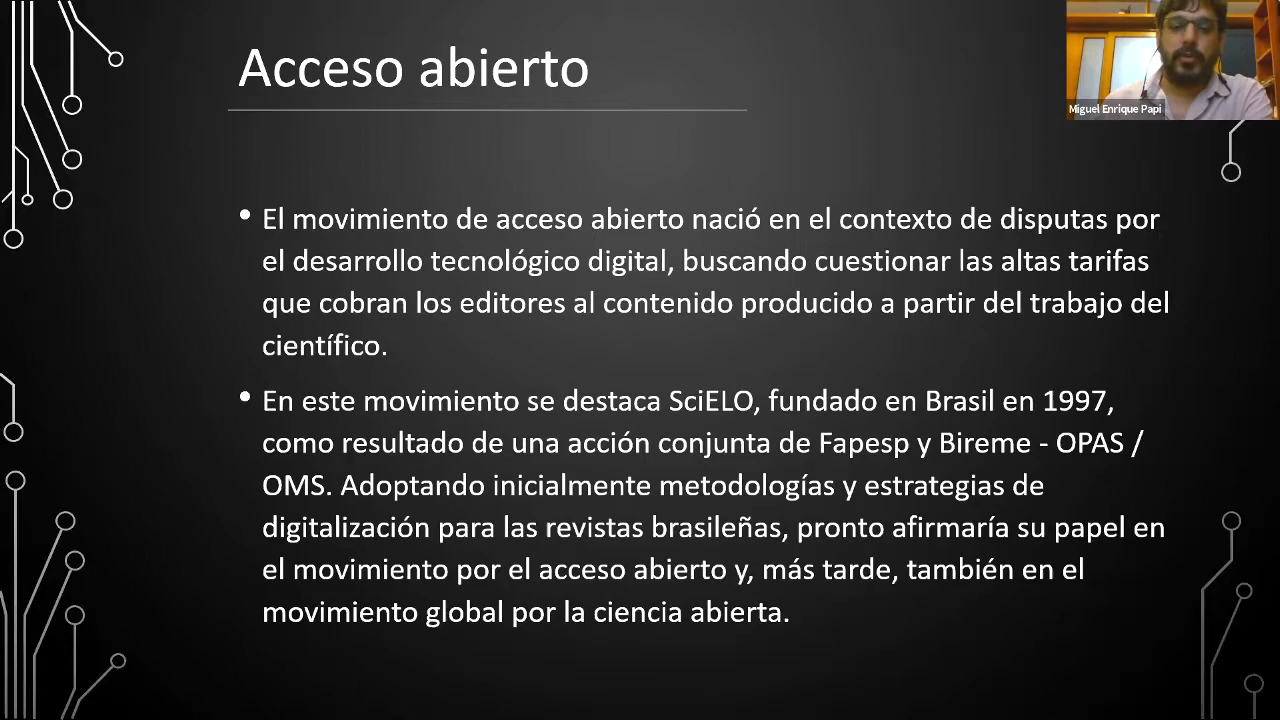 Acceso abierto
Miguel Enrique Papi
• El movimiento de acceso abierto nació en el contexto de disputas por
el desarrollo tecnológico digital, buscando cuestionar las altas tarifas
que cobran los editores al contenido producido a partir del trabajo del
científico.
• En este movimiento se destaca SciELO, fundado en Brasil en 1997,
como resultado de una acción conjunta de Fapesp y Bireme - OPAS /
OMS. Adoptando inicialmente metodologías y estrategias de
digitalización para las revistas brasileñas, pronto afirmaría su papel en
el movimiento por el acceso abierto y, más tarde, también en el
movimiento global por la ciencia abierta.